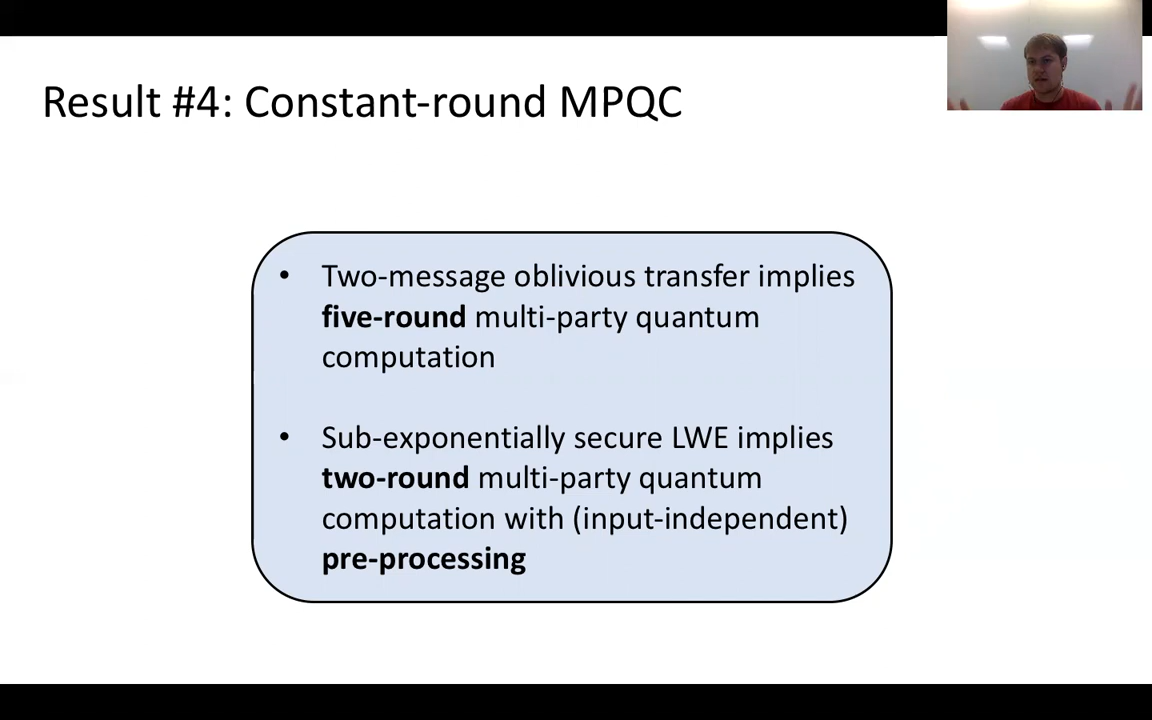 Result #4: Constant-round MPQC
• Two-message oblivious transfer implies
five-round multi-party quantum
computation
• Sub-exponentially secure LWE implies
two-round multi-party quantum
computation with (input-independent)
pre-processing